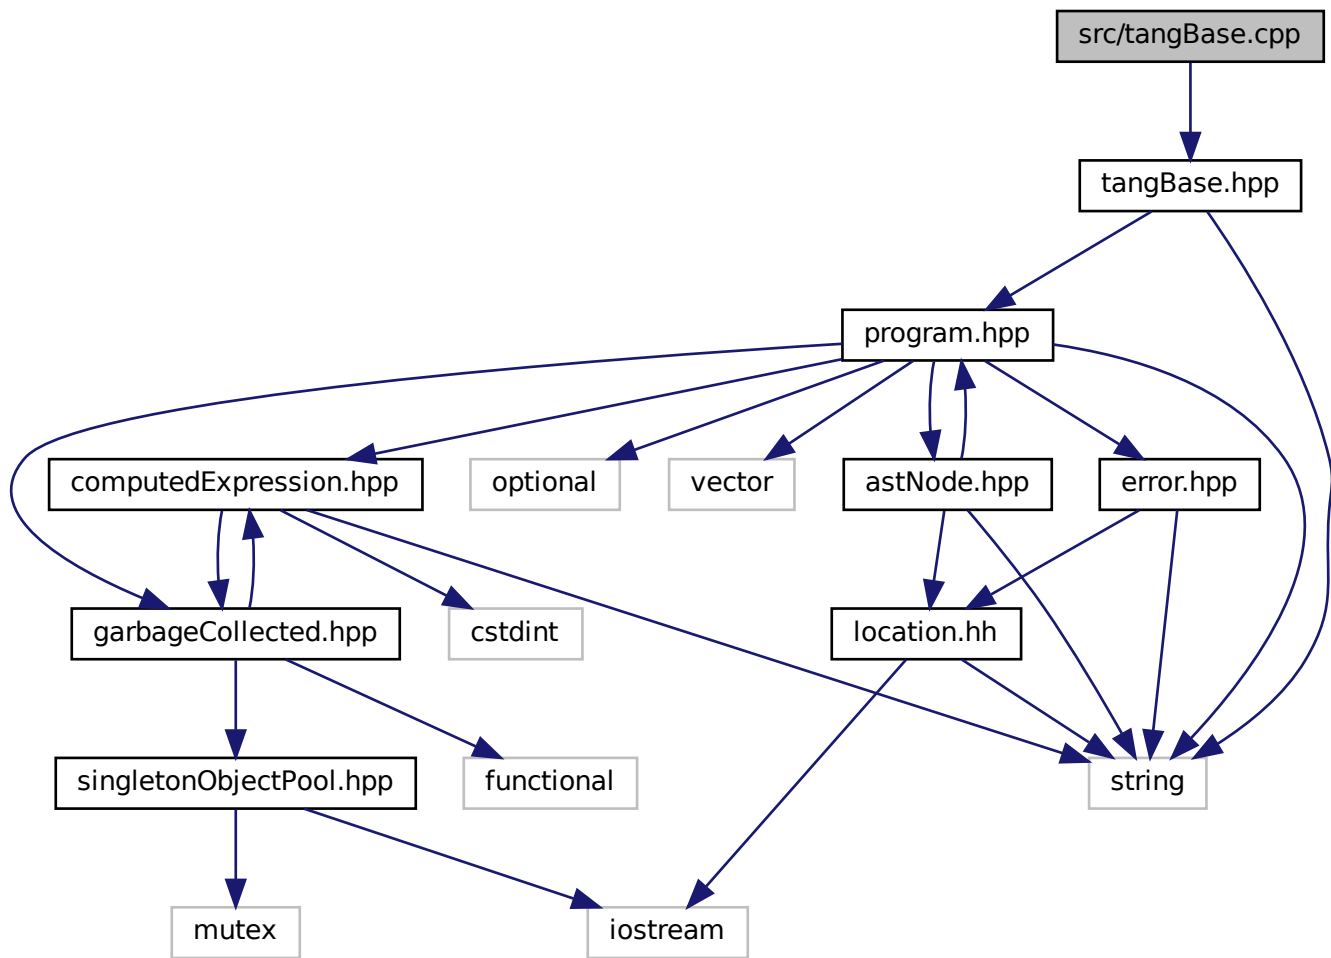 src/tangBase.cpp
tangBase.hpp
program.hpp
computedExpression.hpp
optional
vector
astNode.hpp
error.hpp
garbageCollected.hpp
cstdint
location.hh
singletonObjectPool.hpp
functional
string
mutex
iostream